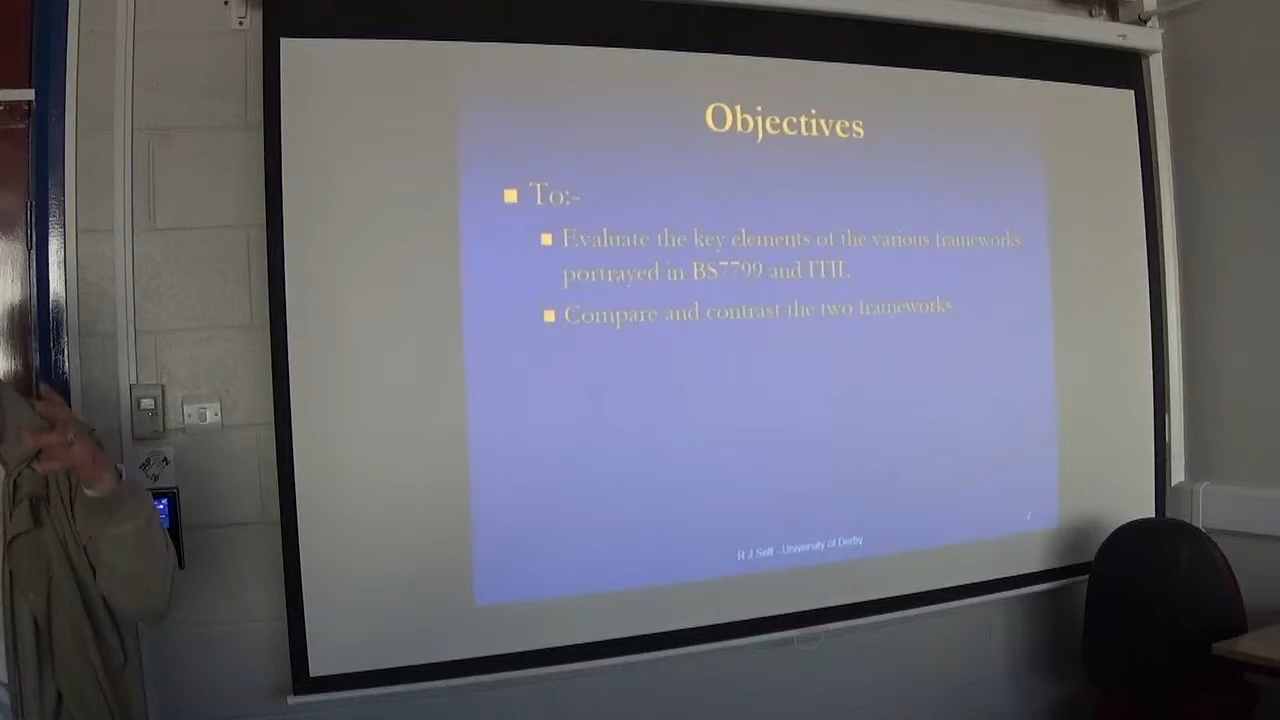 Objectives
To:-
Evaluate the key elements of the various frameworks
portrayed in BS7799 and ITIL.
Compare and contrast the two frameworks
R J Self - University of Derby